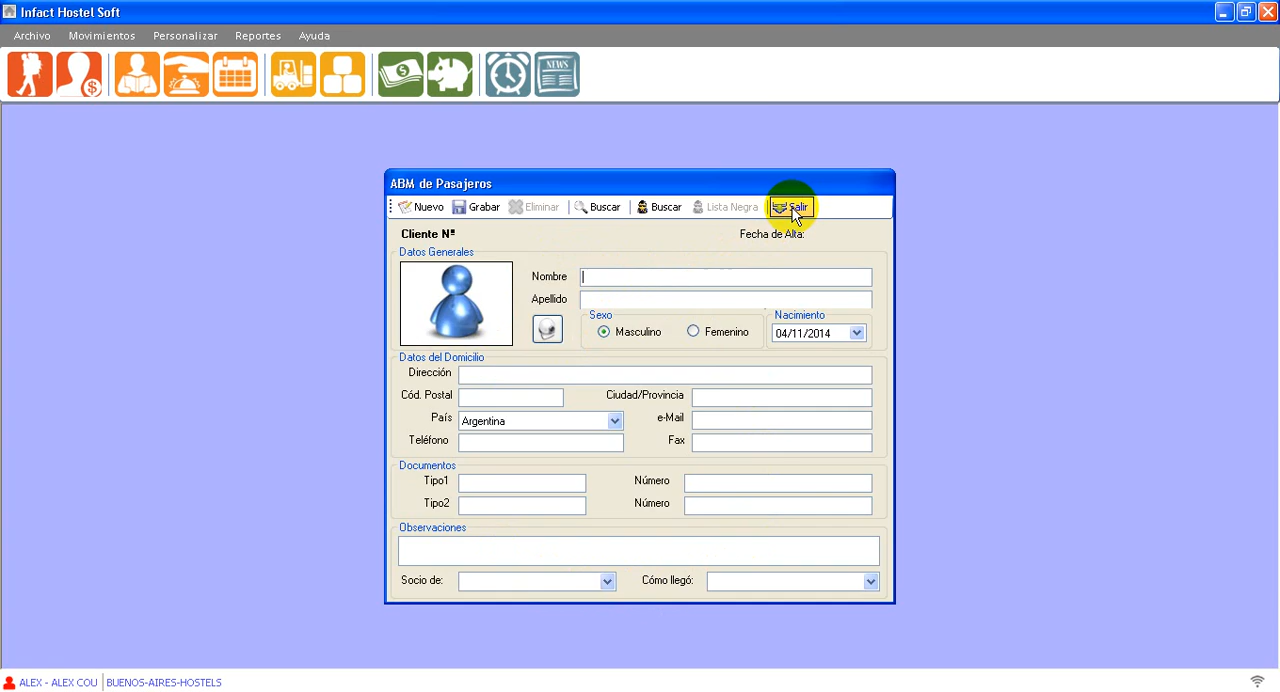 Infact Hostel Soft
Archivo Movimientos Personalizar Reportes Ayuda
$ $ NEWS
ABM de Pasajeros
Nuevo Grabar Eliminar Buscar Buscar Lista Negra Salir
Cliente Nº Fecha de Alta:
Datos Generales
Nombre
Apellido
Sexo Nacimiento
Masculino Femenino 04/11/2014
Datos del Domicilio
Dirección
Cód. Postal Ciudad/Provincia
País Argentina e-Mail
Teléfono Fax
Documentos
Tipo1 Número
Tipo2 Número
Observaciones
Socio de: Cómo llegó:
ALEX - ALEX COU BUENOS-AIRES-HOSTELS